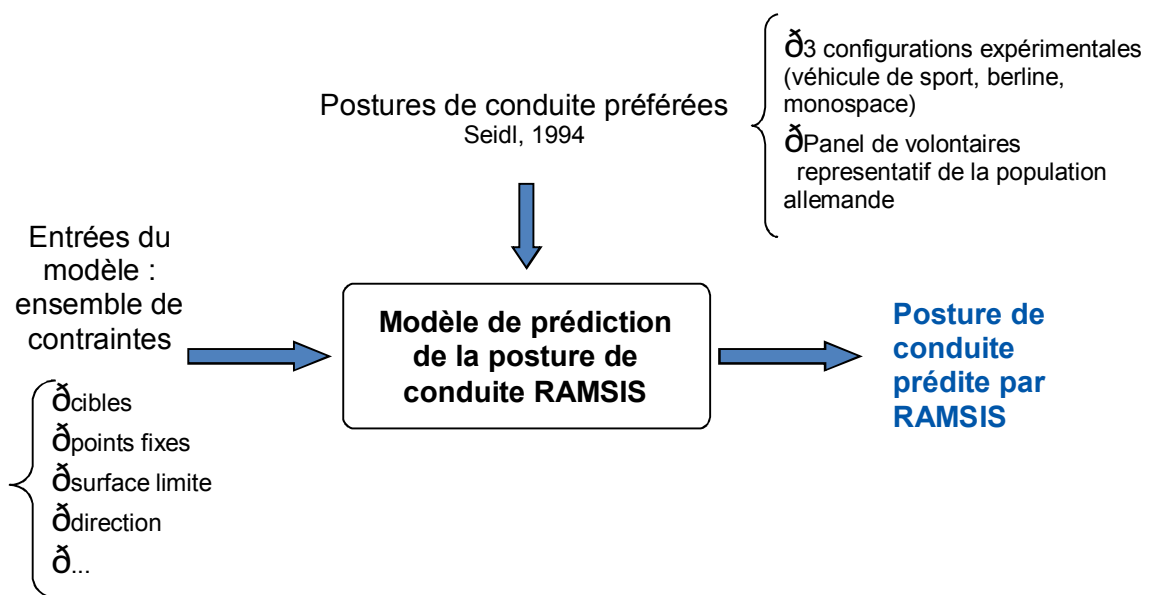 Postures de conduite préférées
Seidl, 1994
ð3 configurations expérimentales
(véhicule de sport, berline,
monospace)
ðPanel de volontaires
representatif de la population
allemande
Entrées du
modèle :
ensemble de
contraintes
ðcibles
ðpoints fixes
ðsurface limite
ðdirection
ð...
Modèle de prédiction
de la posture de
conduite RAMSIS
Posture de
conduite
prédite par
RAMSIS